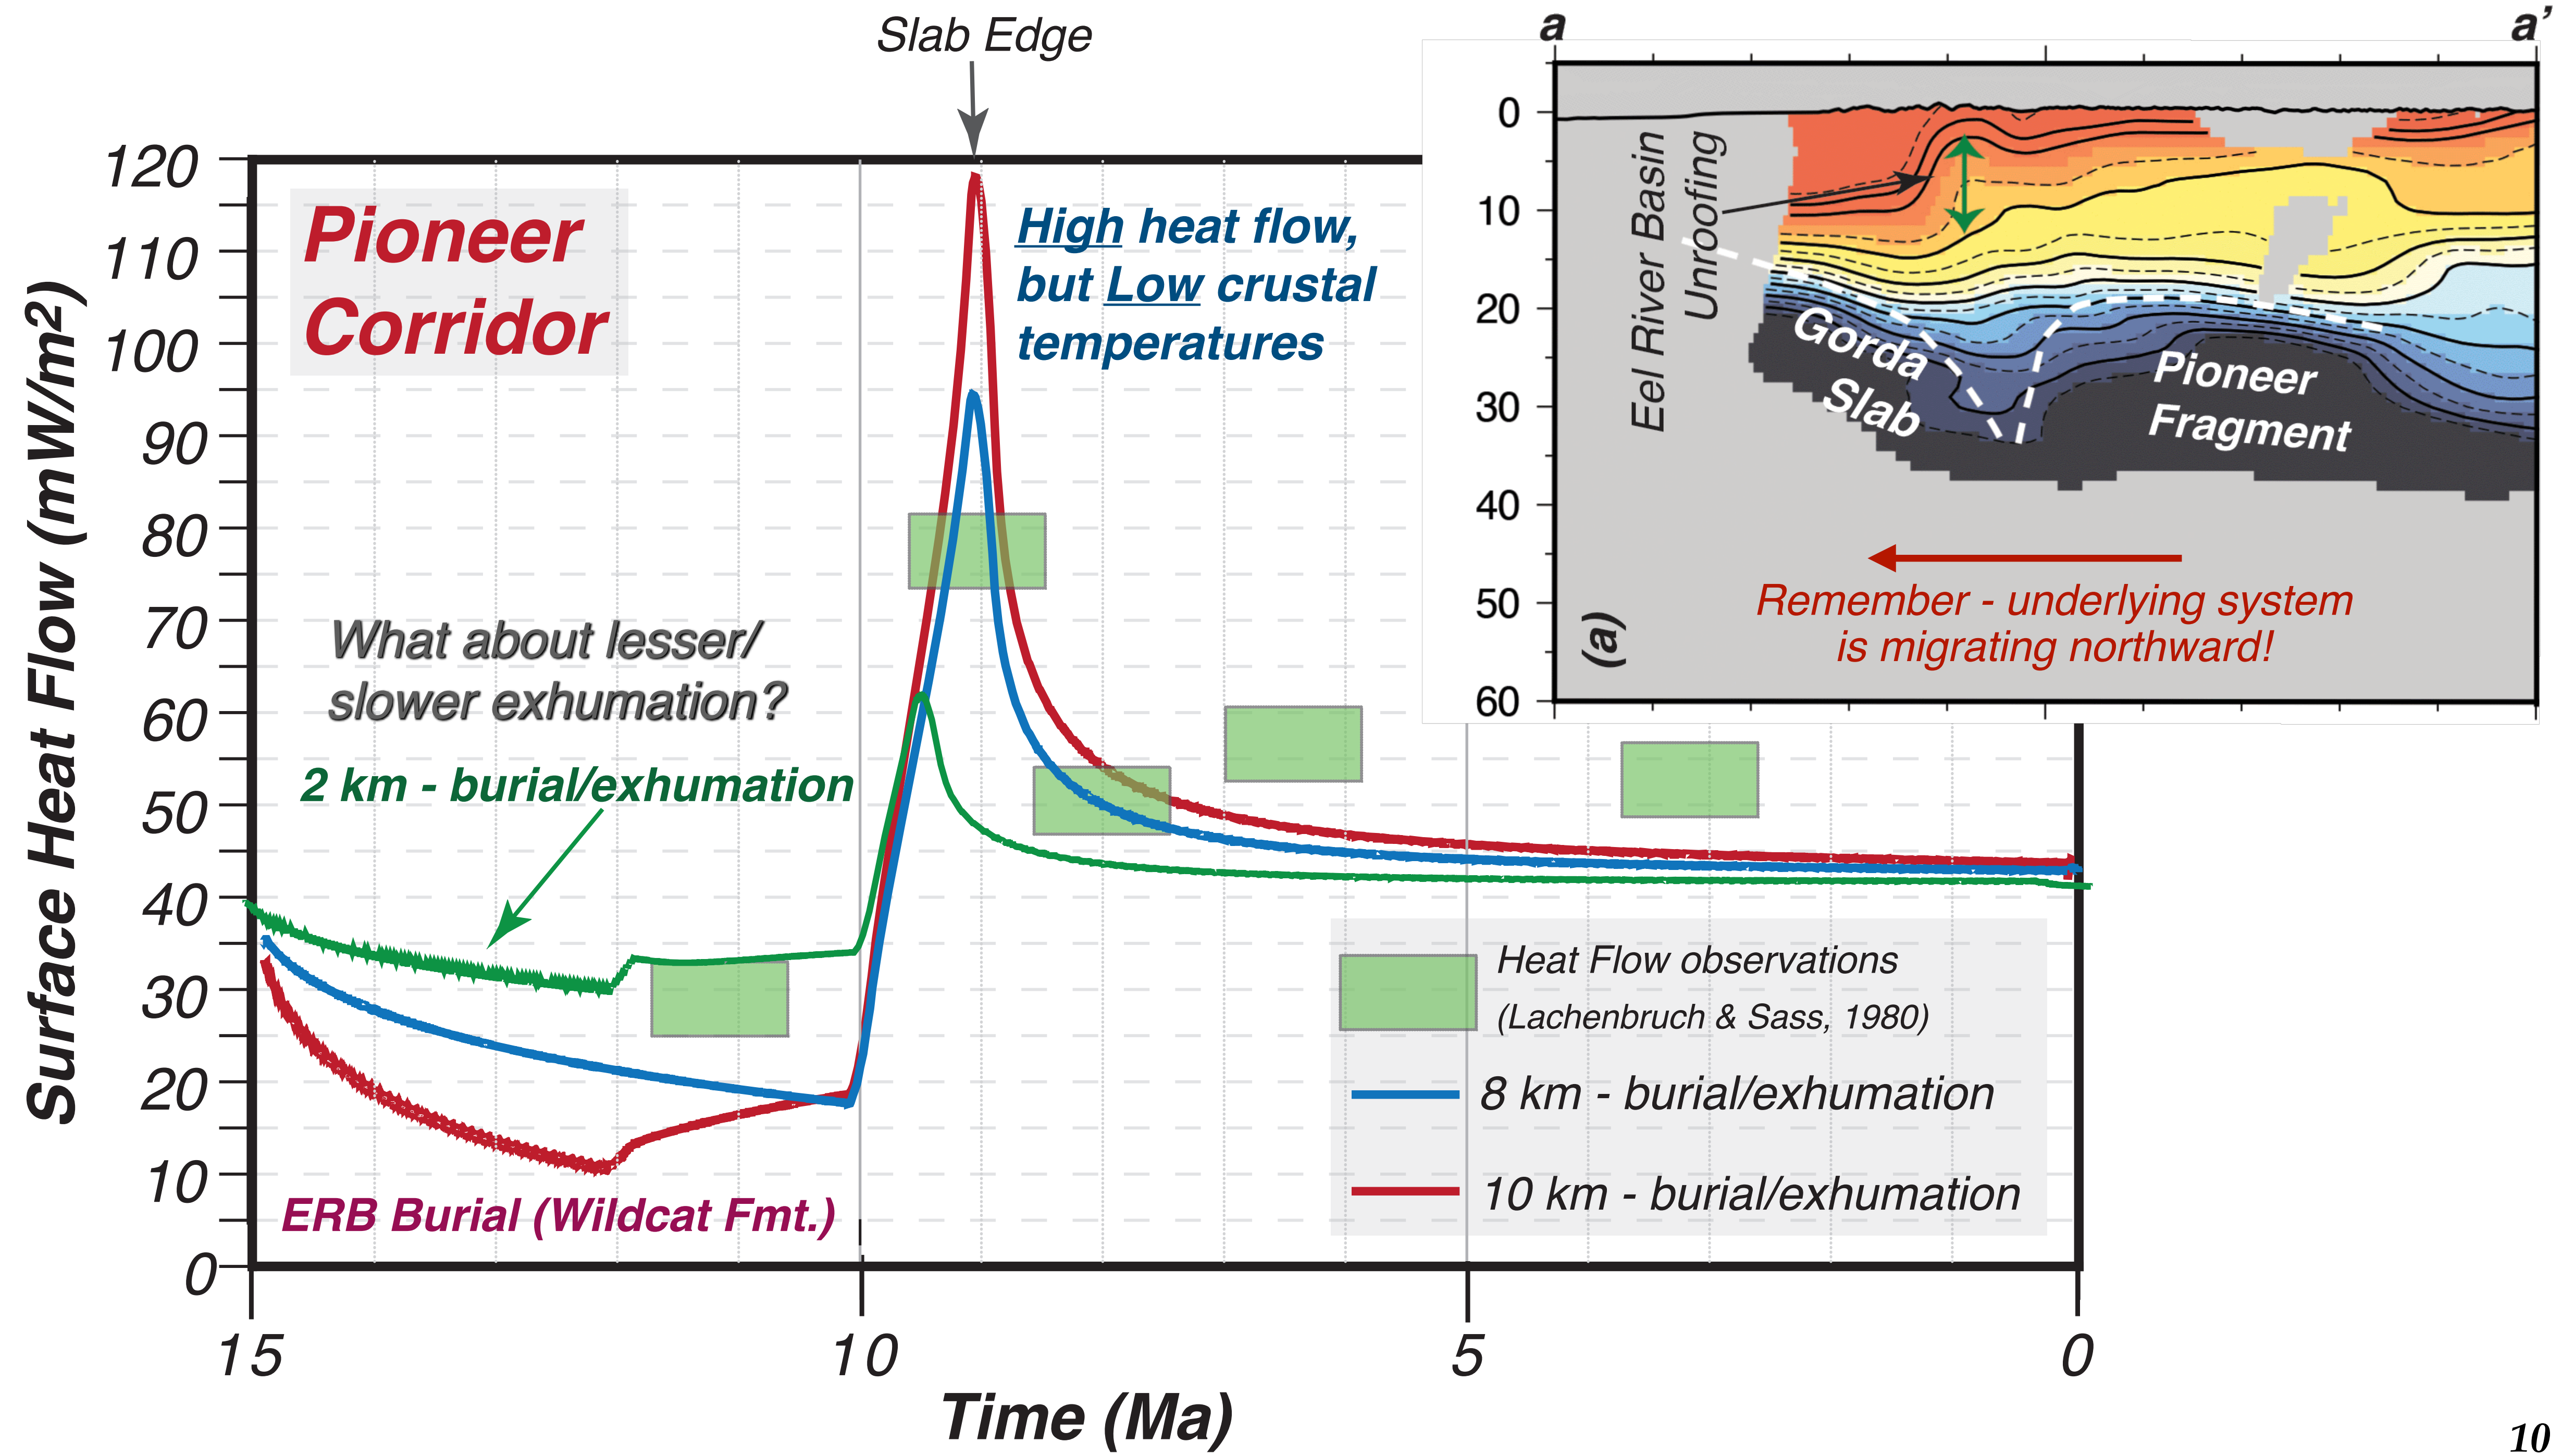 Slab Edge
a
a’
Surface Heat Flow (mW/m2)
120
110
100
90
80
70
60
50
40
30
20
10
0
Pioneer
Corridor
High heat flow,
but Low crustal
temperatures
What about lesser/
slower exhumation?
2 km - burial/exhumation
ERB Burial (Wildcat Fmt.)
Heat Flow observations
(Lachenbruch & Sass, 1980)
8 km - burial/exhumation
10 km - burial/exhumation
15
10
5
0
Time (Ma)
0
10
20
30
40
50
60
Eel River Basin
Unroofing
Gorda
Slab
Pioneer
Fragment
Remember - underlying system
is migrating northward!
(a)
10